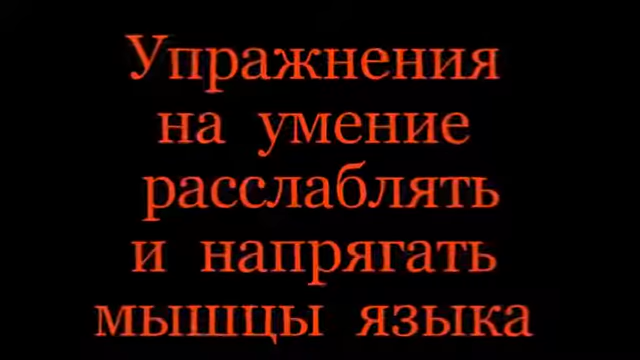 Упражнения
на умение
расслаблять
и напрягать
мышцы языка